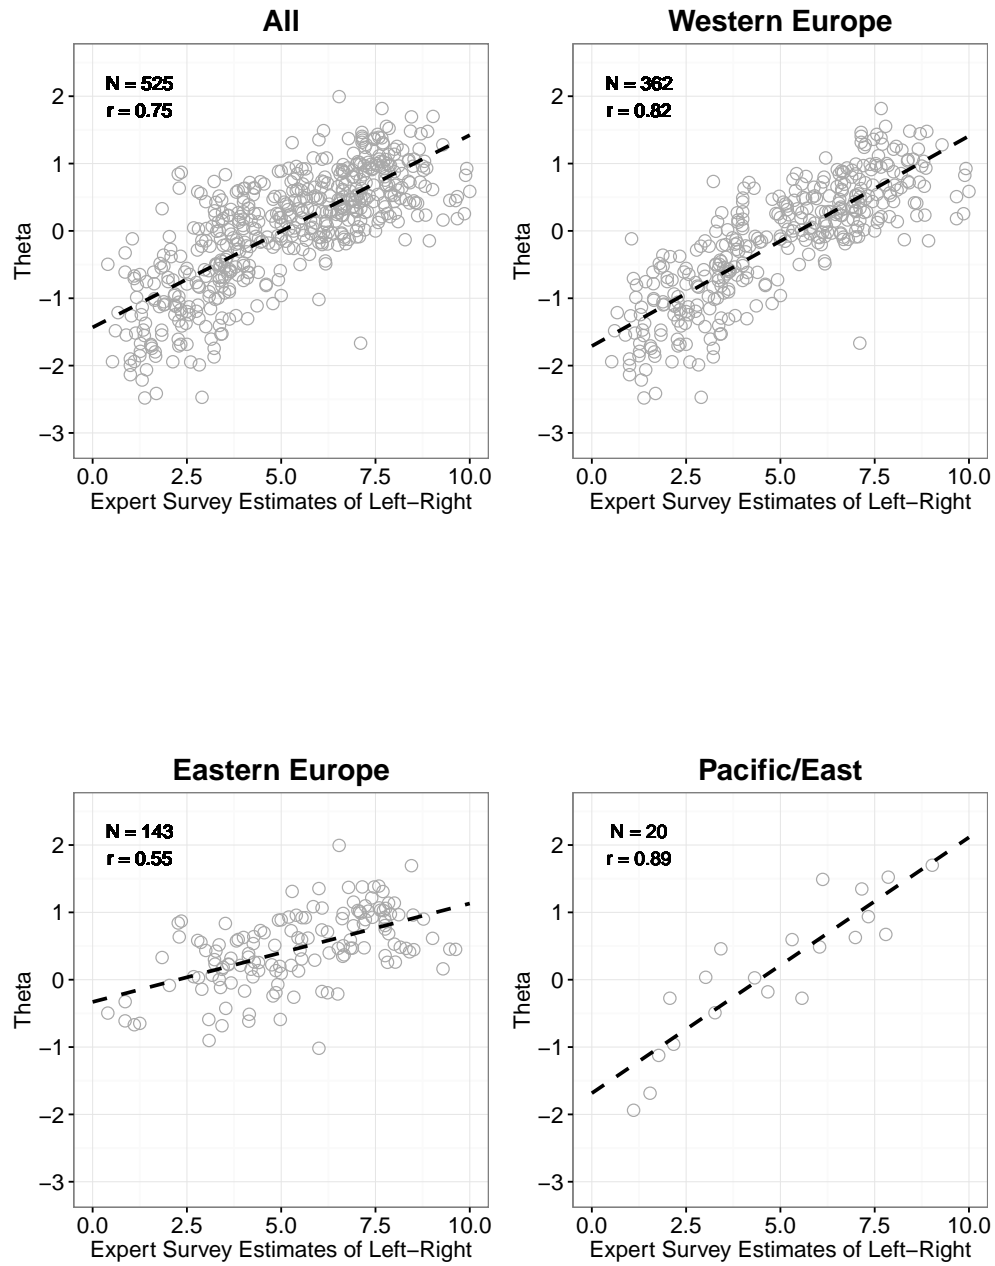 All
N = 525
r = 0.75
Theta
2
1
0
−1
−2
−3
0.0 2.5 5.0 7.5 10.0
Expert Survey Estimates of Left−Right
Western Europe
N = 362
r = 0.82
Theta
2
1
0
−1
−2
−3
0.0 2.5 5.0 7.5 10.0
Expert Survey Estimates of Left−Right
Eastern Europe
N = 143
r = 0.55
Theta
2
1
0
−1
−2
−3
0.0 2.5 5.0 7.5 10.0
Expert Survey Estimates of Left−Right
Pacific/East
N = 20
r = 0.89
Theta
2
1
0
−1
−2
−3
0.0 2.5 5.0 7.5 10.0
Expert Survey Estimates of Left−Right